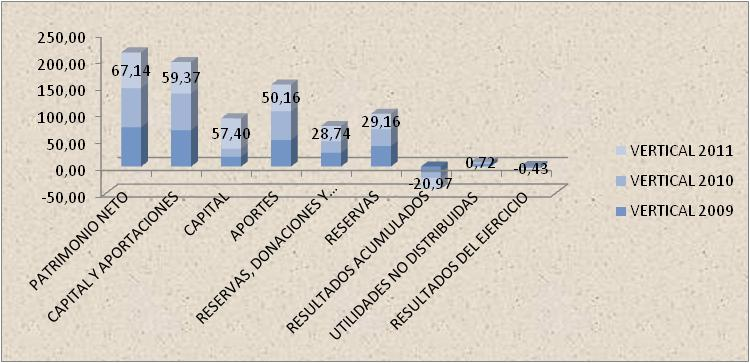 250,00
200,00
150,00
100,00
50,00
0,00
-50,00
67,14
59,37
57,40
50,16
28,74
29,16
-20,97
0,72
-0,43
PATRIMONIO NETO
CAPITAL Y APORTACIONES
CAPITAL
APORTES
RESERVAS, DONACIONES Y...
RESERVAS
RESULTADOS ACUMULADOS
UTILIDADES NO DISTRIBUIDAS
RESULTADOS DEL EJERCICIO
VERTICAL 2011
VERTICAL 2010
VERTICAL 2009